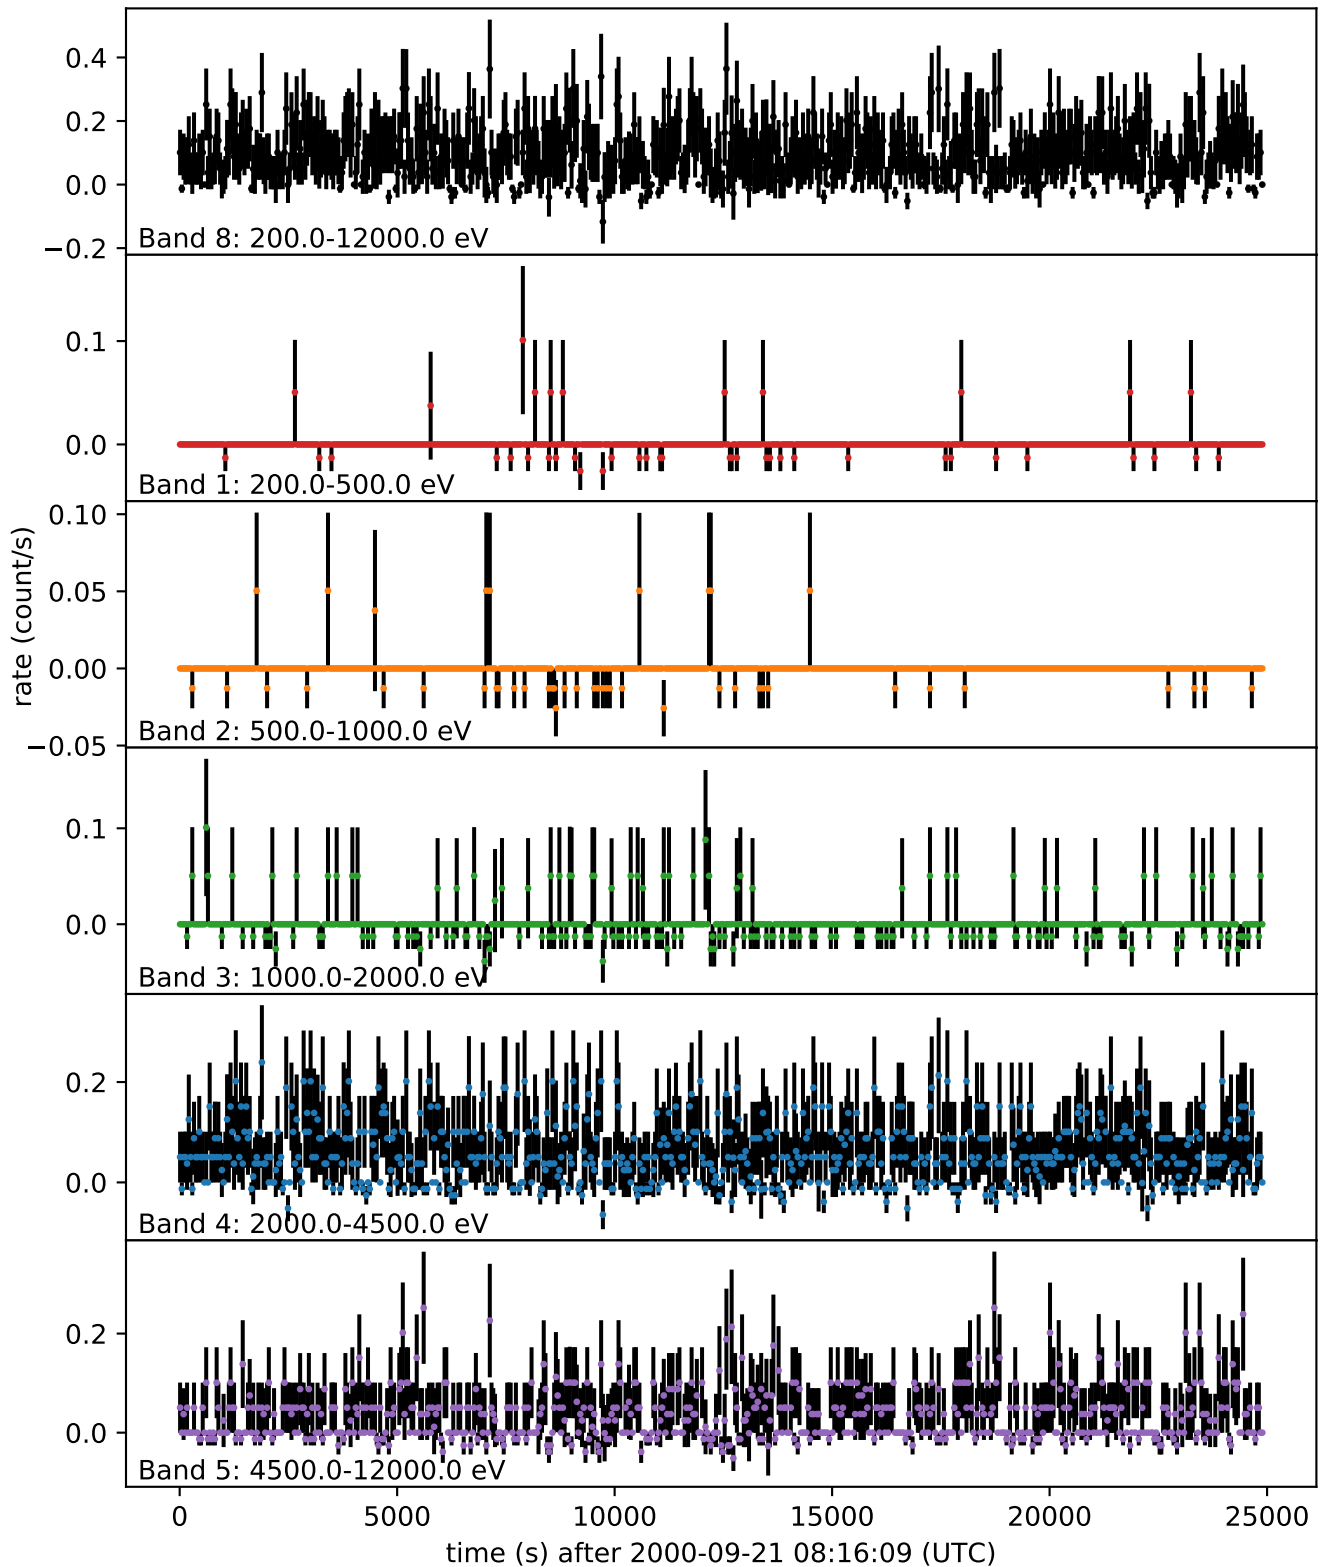 0.4
0.2
0.0
−0.2
Band 8: 200.0-12000.0 eV
0.1
0.0
Band 1: 200.0-500.0 eV
0.10
0.05
0.00
−0.05
Band 2: 500.0-1000.0 eV
rate (count/s)
0.1
0.0
Band 3: 1000.0-2000.0 eV
0.2
0.0
Band 4: 2000.0-4500.0 eV
0.2
0.0
Band 5: 4500.0-12000.0 eV
0 5000 10000 15000 20000 25000
time (s) after 2000-09-21 08:16:09 (UTC)